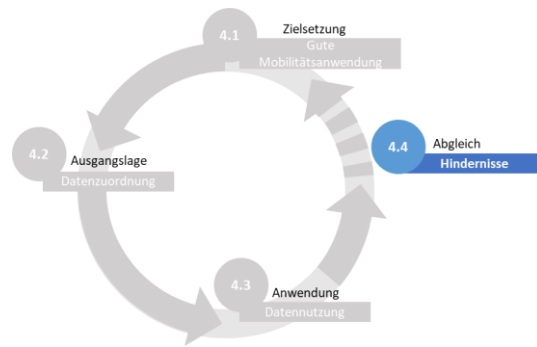 4.1
Zielsetzung
Gute
Mobilitätsanwendung
4.4
Abgleich
Hindernisse
4.2
Ausgangslage
Datenzuordnung
4.3
Anwendung
Datennutzung